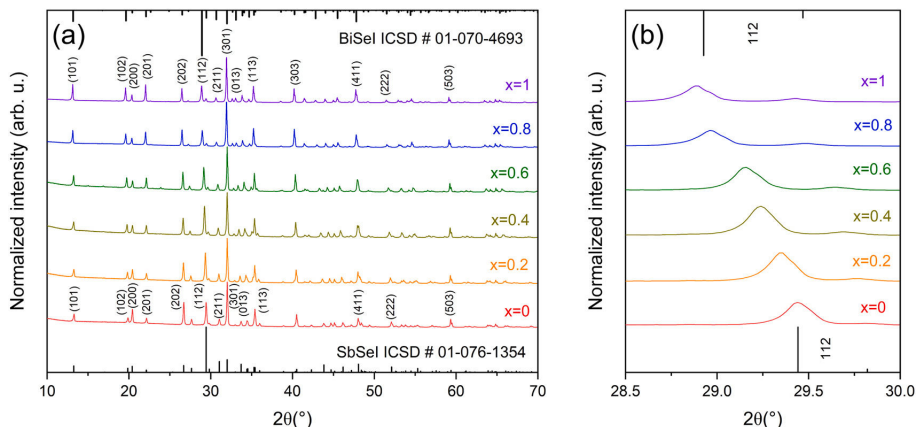 (a)
BiSeI ICSD # 01-070-4693
(101)
(102)
(200)
(201)
(202)
(112)
(211)
(301)
(013)
(113)
(303)
(411)
(222)
(503)
x=1
x=0.8
x=0.6
x=0.4
x=0.2
x=0
(101)
(102)
(200)
(201)
(202)
(112)
(211)
(301)
(013)
(113)
(411)
(222)
(503)
SbSeI ICSD # 01-076-1354
10 20 30 40 50 60 70
2θ(°)
Normalized intensity (arb. u.)
(b)
112
x=1
x=0.8
x=0.6
x=0.4
x=0.2
x=0
112
28.5 29.0 29.5 30.0
2θ(°)
Normalized intensity (arb. u.)